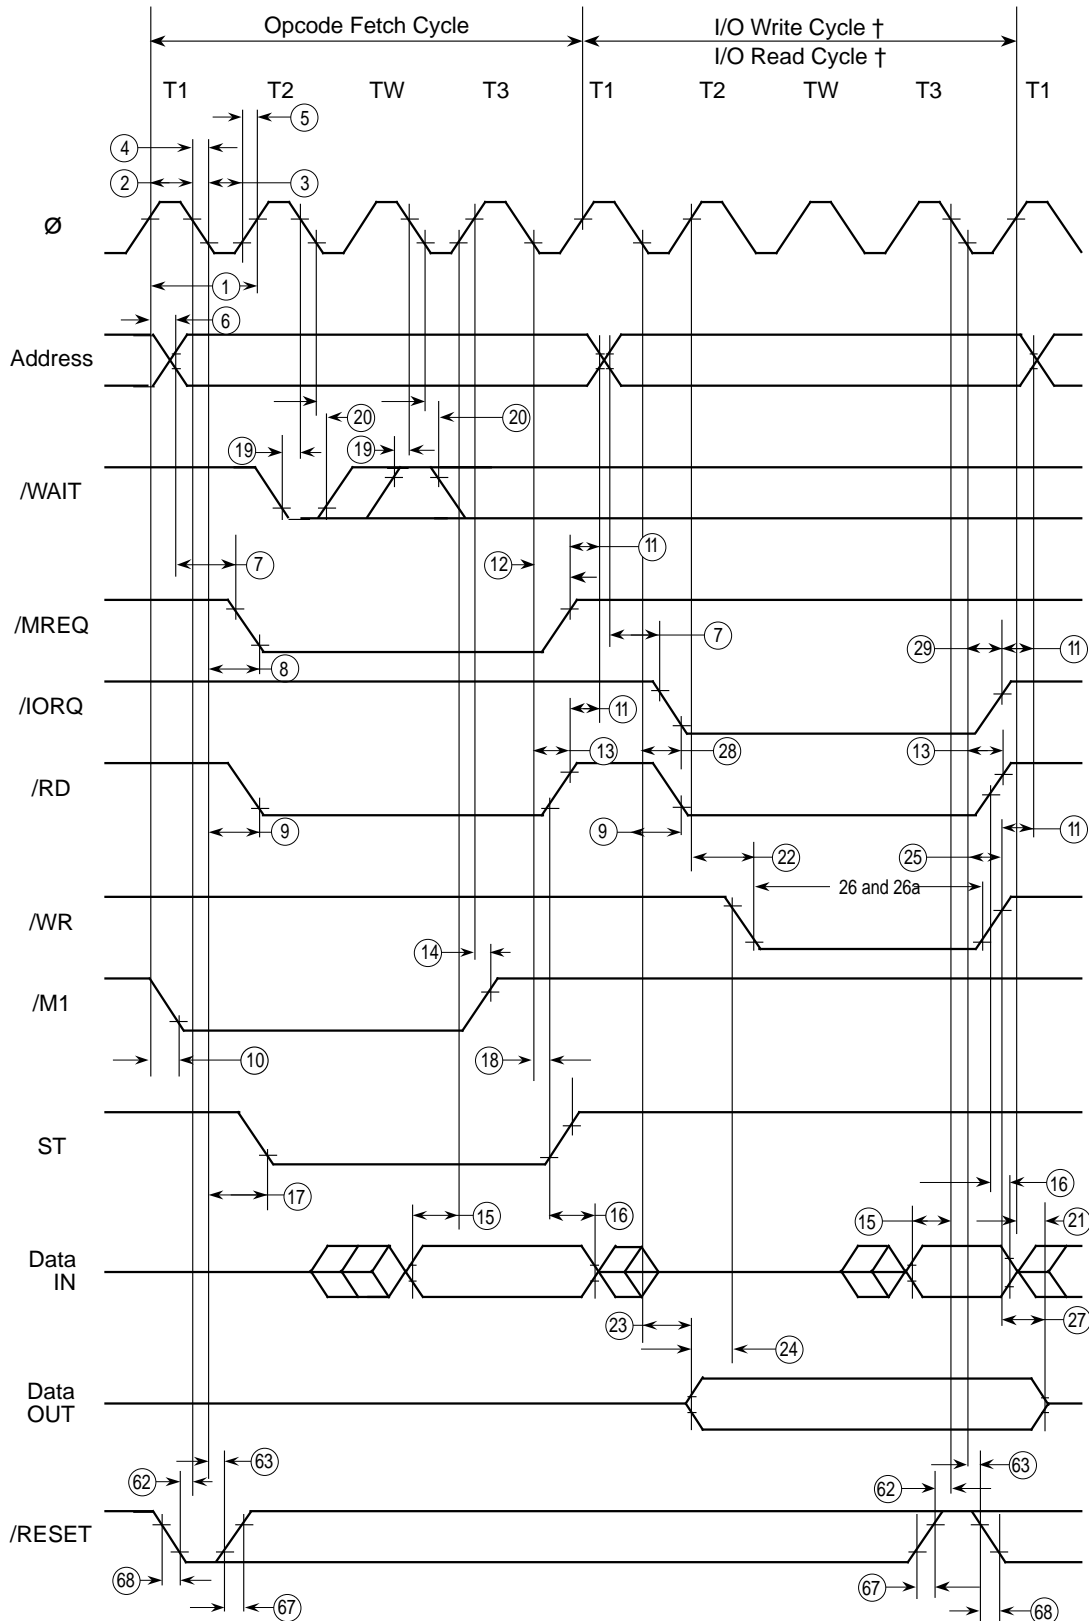 Opcode Fetch Cycle
I/O Write Cycle †
I/O Read Cycle †
T1 T2 TW T3 T1 T2 TW T3 T1
5
4
2 3
Ø
1
6
Address
20 20
19 19
/WAIT
7 12 11
/MREQ
7 29 11
8
/IORQ
11
13 28 13
/RD
9 9 11
22 25
26 and 26a
/WR
14
/M1
10 18
ST
17 16
15 16 15 21
Data
IN
23 27
24
Data
OUT
63 63
62 62
/RESET
68 67 67 68